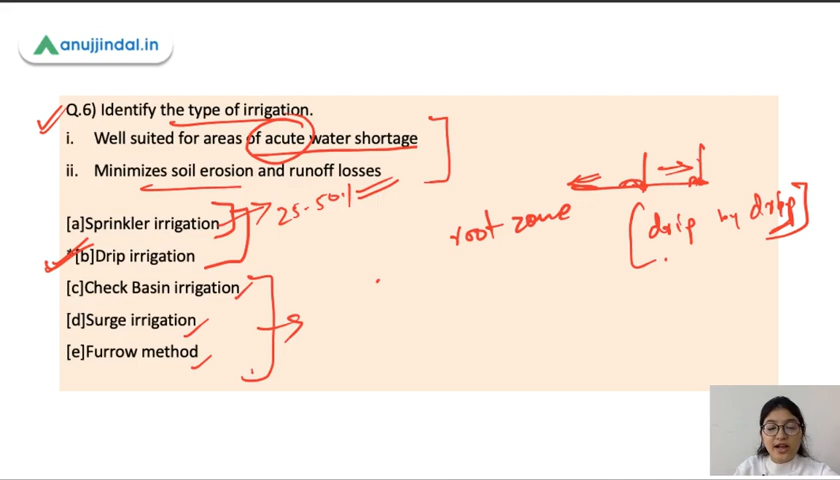 anujjindal.in
Q.6) Identify the type of irrigation.
i. Well suited for areas of acute water shortage
ii. Minimizes soil erosion and runoff losses
[a]Sprinkler irrigation
25-50%
*[b]Drip irrigation
[c]Check Basin irrigation
[d]Surge irrigation
[e]Furrow method
root zone
drip by dripp